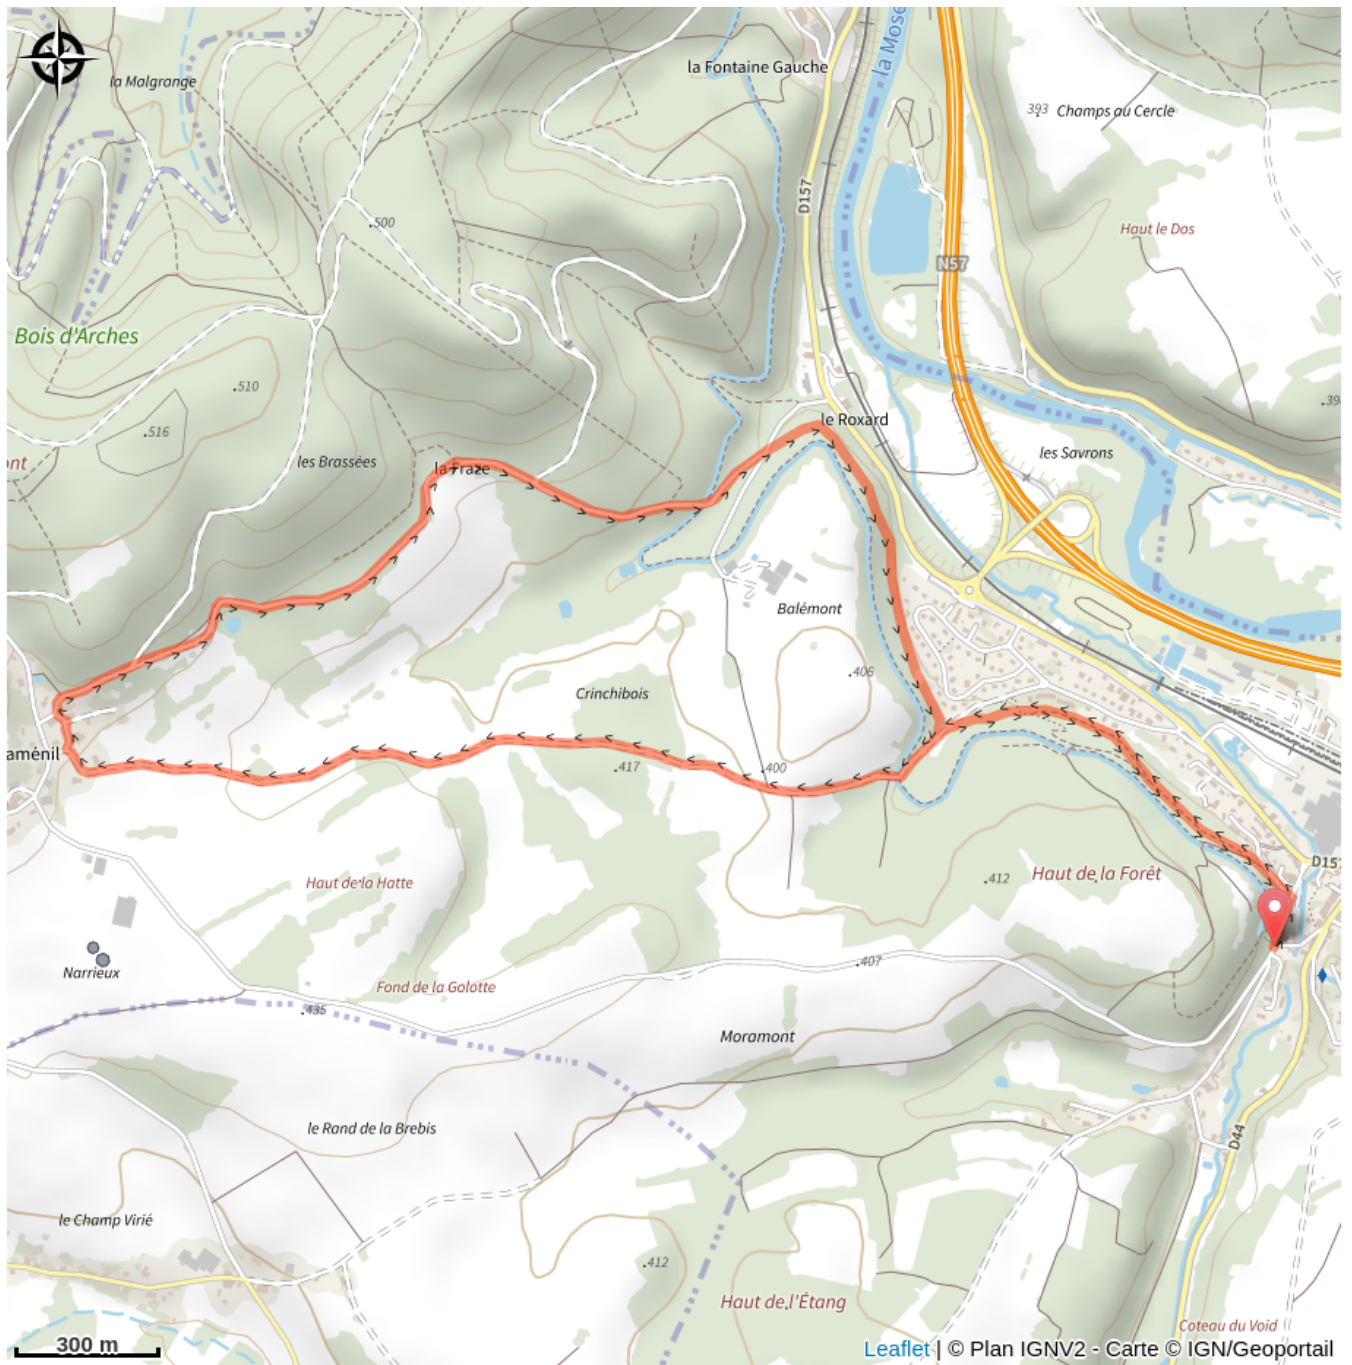 la Mose
la Fontaine Gauche
la Malgrange
393
Champs au Cercle
D157
500
Haut le Dos
N57
Bois d'Arches
510
39
516
le Roxard
ont
les Brassées
la Fraze
les Savrons
Balémont
406
Crinchibois
aménil
417
400
D15
Haut de la Hatte
412
Haut de la Forêt
Narrieux
407
Fond de la Golotte
435
Moramont
le Rand de la Brebis
D44
le Champ Virié
412
Haut de l'Étang
Coteau du Void
300 m
Leaflet | © Plan IGNV2 - Carte © IGN/Geoportail